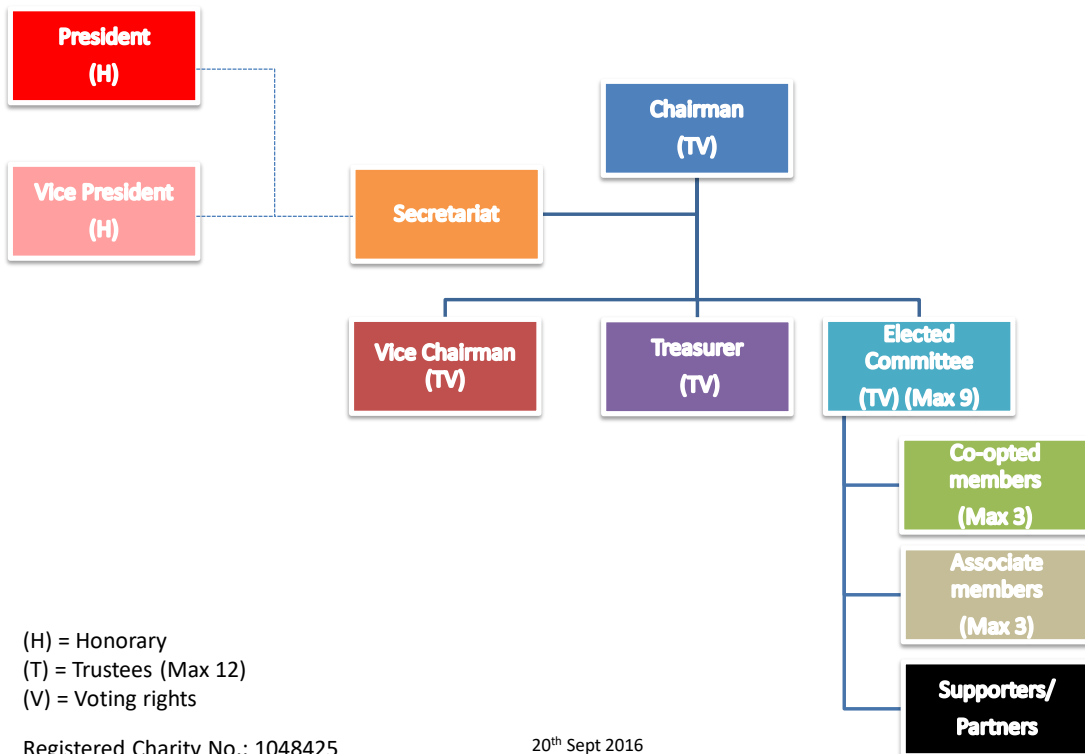 President
(H)
Chairman
(TV)
Vice President
(H)
Secretariat
Vice Chairman
(TV)
Treasurer
(TV)
Elected
Committee
(TV) (Max 9)
Co-opted
members
(Max 3)
Associate
members
(Max 3)
Supporters/
Partners
(H) = Honorary
(T) = Trustees (Max 12)
(V) = Voting rights
Registered Charity No.: 1048425
20th Sept 2016